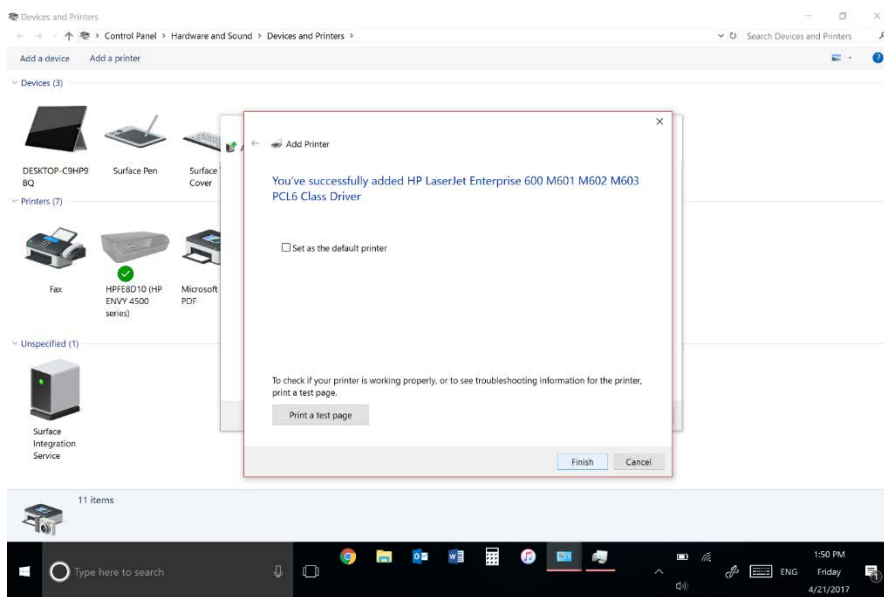 Devices and Printers
Control Panel > Hardware and Sound > Devices and Printers >
Search Devices and Printers
Add a device
Add a printer
Devices (3)
DESKTOP-C9HP9
BQ
Surface Pen
Surface
Cover
Printers (7)
Fax
HPFEBD10 (HP
ENVY 4500
series)
Microsoft
PDF
Unspecified (1)
Surface
Integration
Service
Add Printer
You've successfully added HP LaserJet Enterprise 600 M601 M602 M603
PCL6 Class Driver
Set as the default printer
To check if your printer is working properly, or to see troubleshooting information for the printer,
print a test page.
Print a test page
Finish
Cancel
11 items
Type here to search
ENG
1:50 PM
Friday
4/21/2017